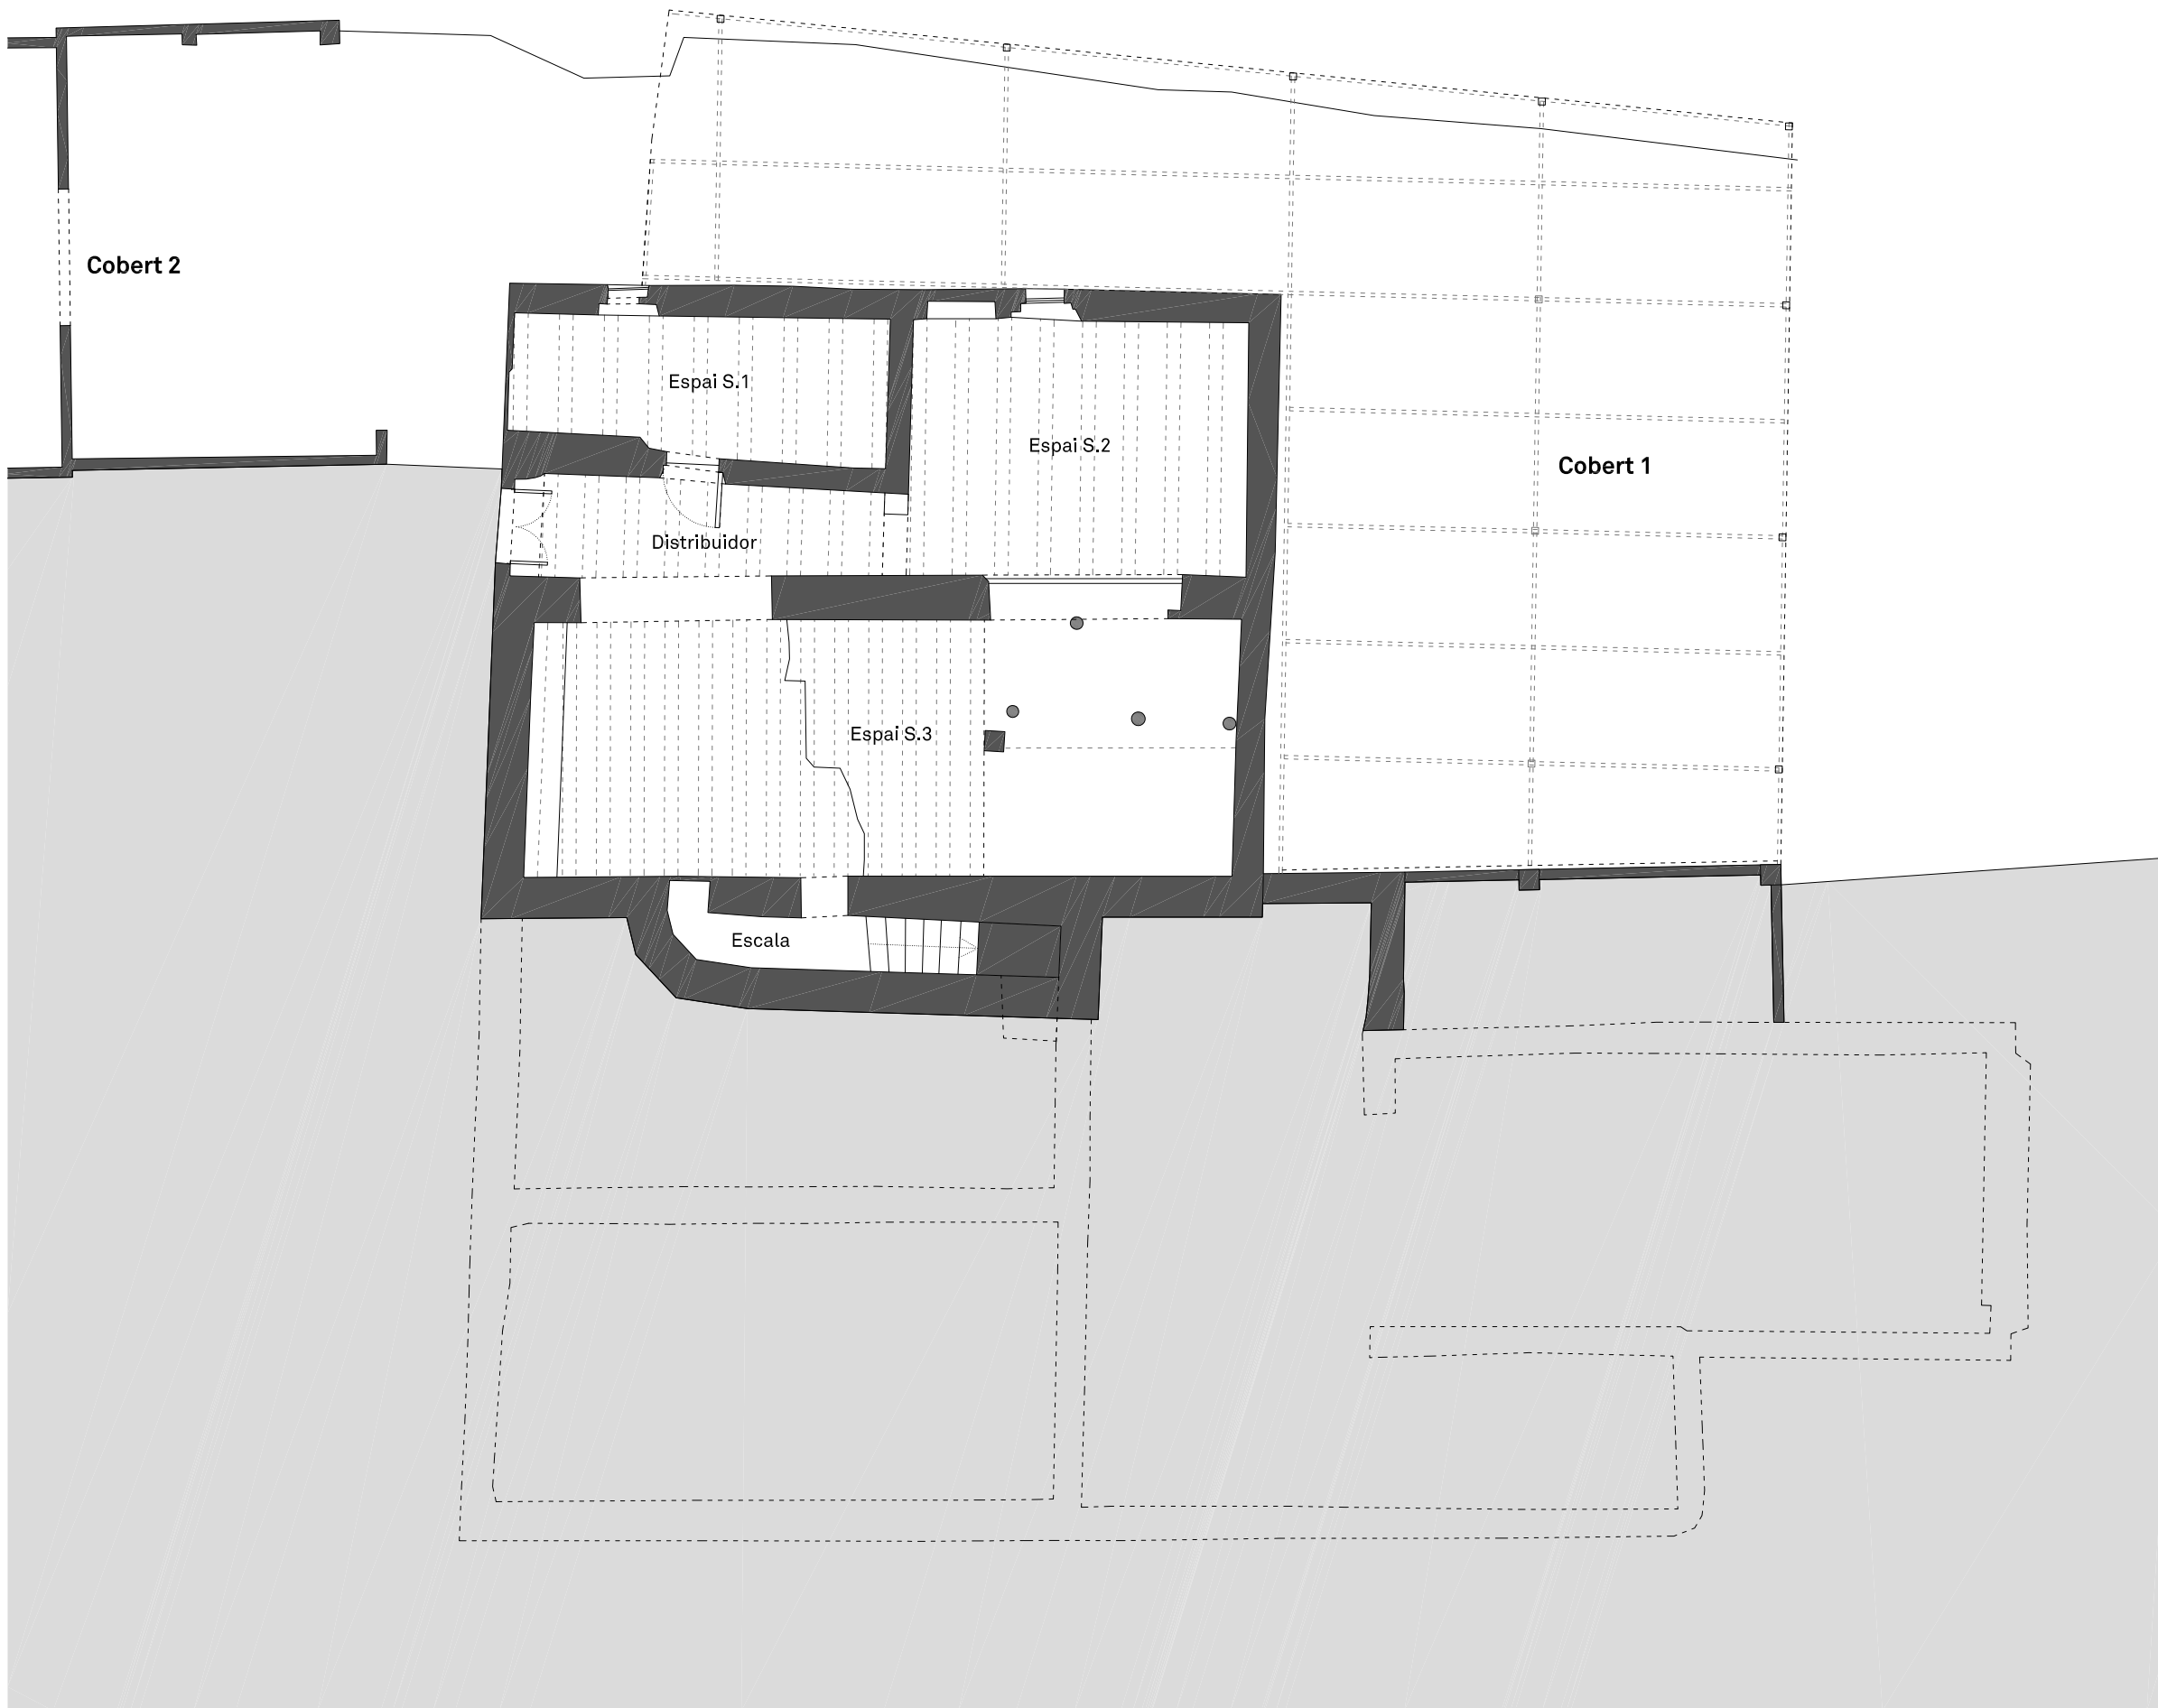 Cobert 2
Espai S.1
Espai S.2
Cobert 1
Distribuidor
Espai S.3
Escala